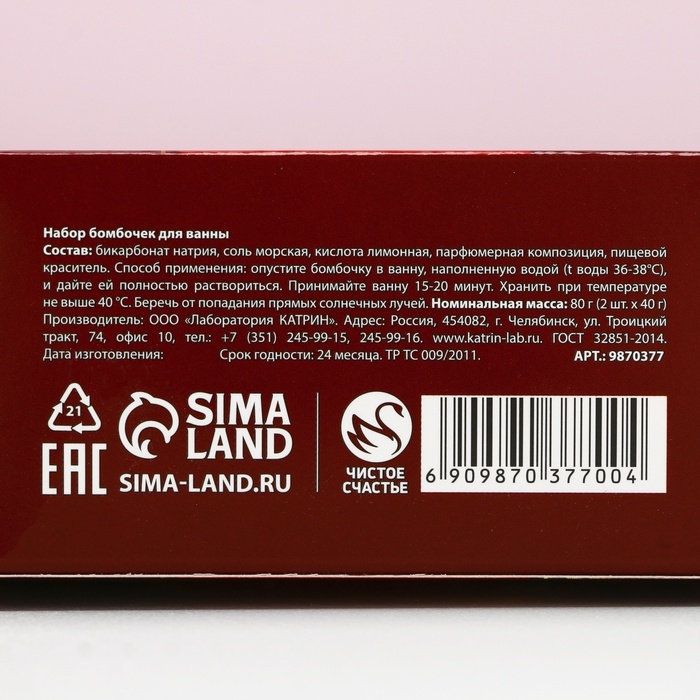 Набор бомбочек для ванны
Состав: бикарбонат натрия, соль морская, кислота лимонная, парфюмерная композиция, пищевой
краситель. Способ применения: опустите бомбочку в ванну, наполненную водой (t воды 36-38°C),
и дайте ей полностью раствориться. Принимайте ванну 15-20 минут. Хранить при температуре
не выше 40 °C. Беречь от попадания прямых солнечных лучей. Номинальная масса: 80 г (2 шт. х 40 г)
Производитель: ООО «Лаборатория КАТРИН». Адрес: Россия, 454082, г. Челябинск, ул. Троицкий
тракт, 74, офис 10, тел.: +7 (351) 245-99-15, 245-99-16. www.katrin-lab.ru. ГОСТ 32851-2014.
Дата изготовления: Срок годности: 24 месяца. ТР ТС 009/2011. АРТ.: 9870377
21
EAC
SIMA
LAND
SIMA-LAND.RU
ЧИСТОЕ
СЧАСТЬЕ
6 909870 377004